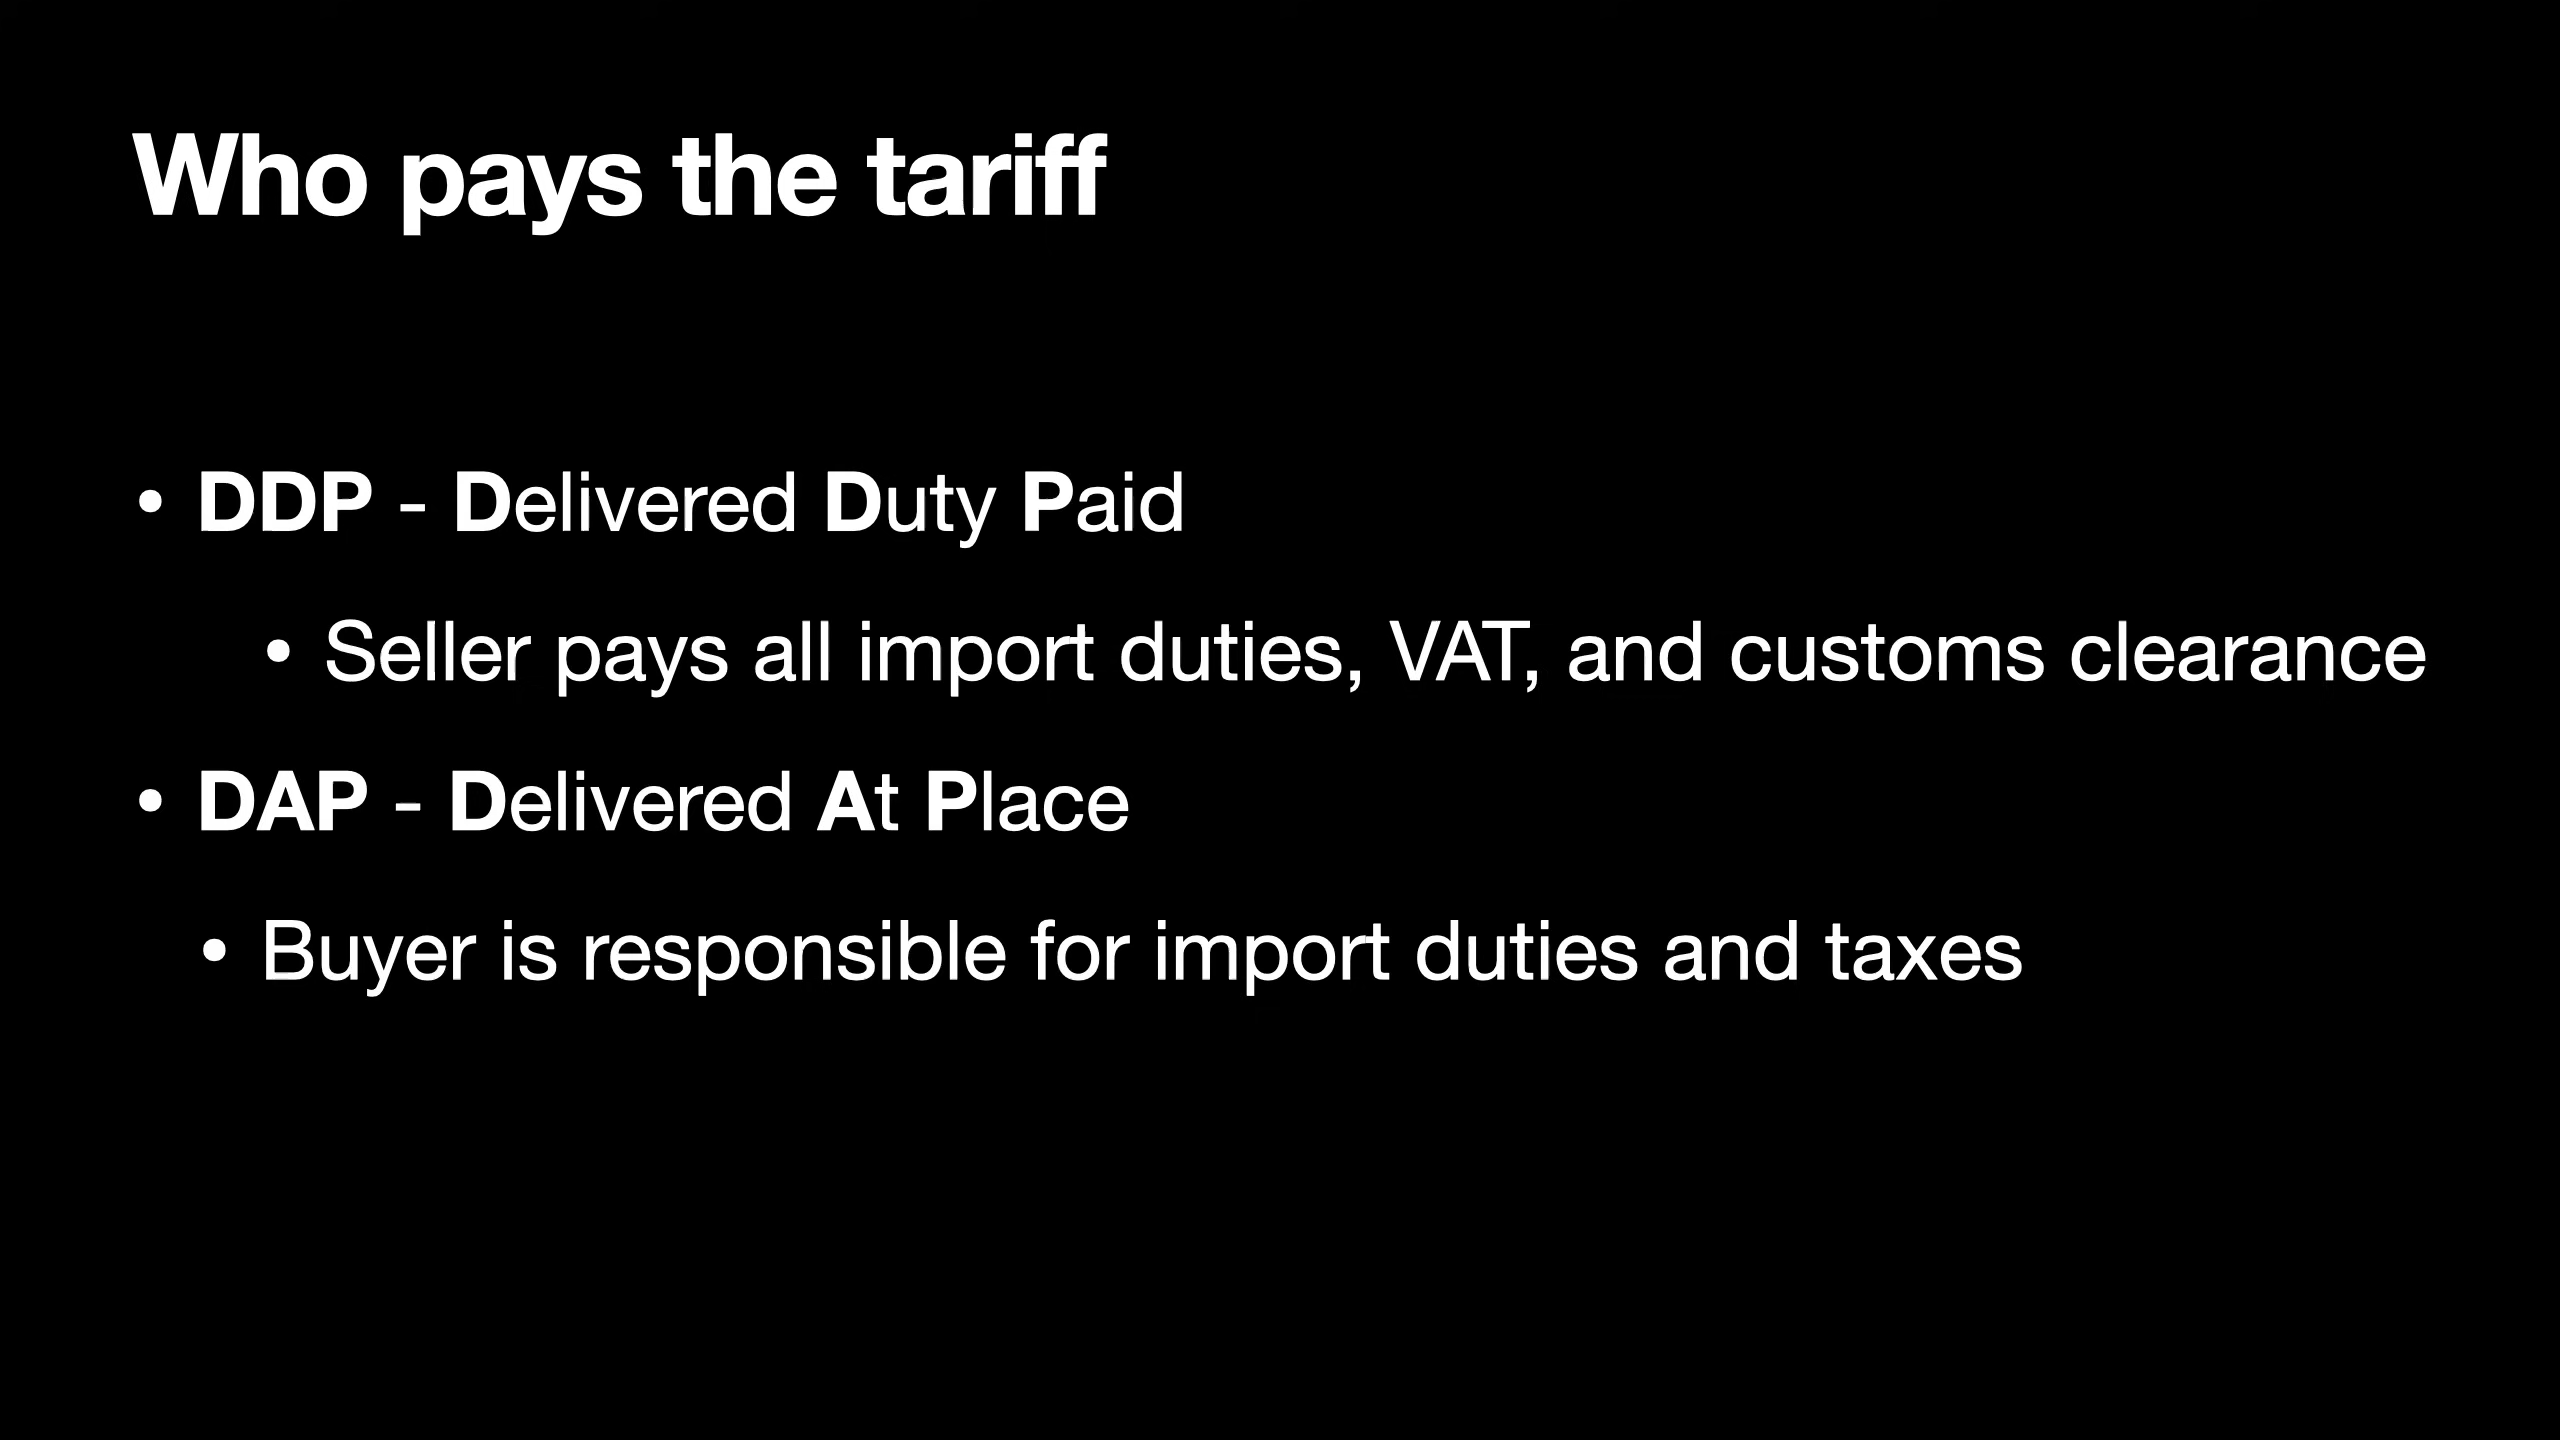 Who pays the tariff
• DDP - Delivered Duty Paid
• Seller pays all import duties, VAT, and customs clearance
• DAP - Delivered At Place
• Buyer is responsible for import duties and taxes